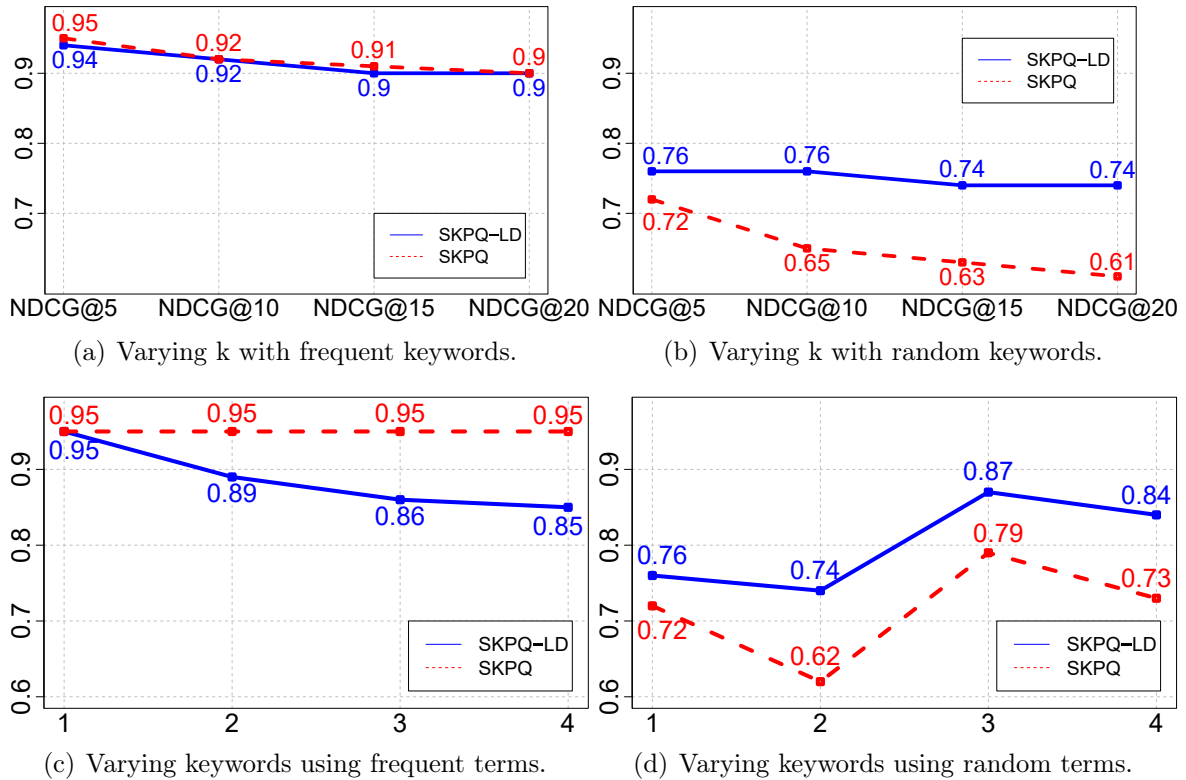 0.95 0.92 0.91 0.9
0.94 0.92 0.9 0.9
0.9
0.8
0.7
SKPQ−LD
SKPQ
NDCG@5 NDCG@10 NDCG@15 NDCG@20
(a) Varying k with frequent keywords.
0.9
0.8
0.7
SKPQ−LD
SKPQ
0.76 0.76 0.74 0.74
0.72 0.65 0.63 0.61
NDCG@5 NDCG@10 NDCG@15 NDCG@20
(b) Varying k with random keywords.
0.95 0.95 0.95 0.95
0.95 0.89 0.86 0.85
0.9
0.8
0.7
0.6
SKPQ−LD
SKPQ
1 2 3 4
(c) Varying keywords using frequent terms.
0.9
0.8
0.7
0.6
0.76 0.74 0.87 0.84
0.72 0.62 0.79 0.73
SKPQ−LD
SKPQ
1 2 3 4
(d) Varying keywords using random terms.